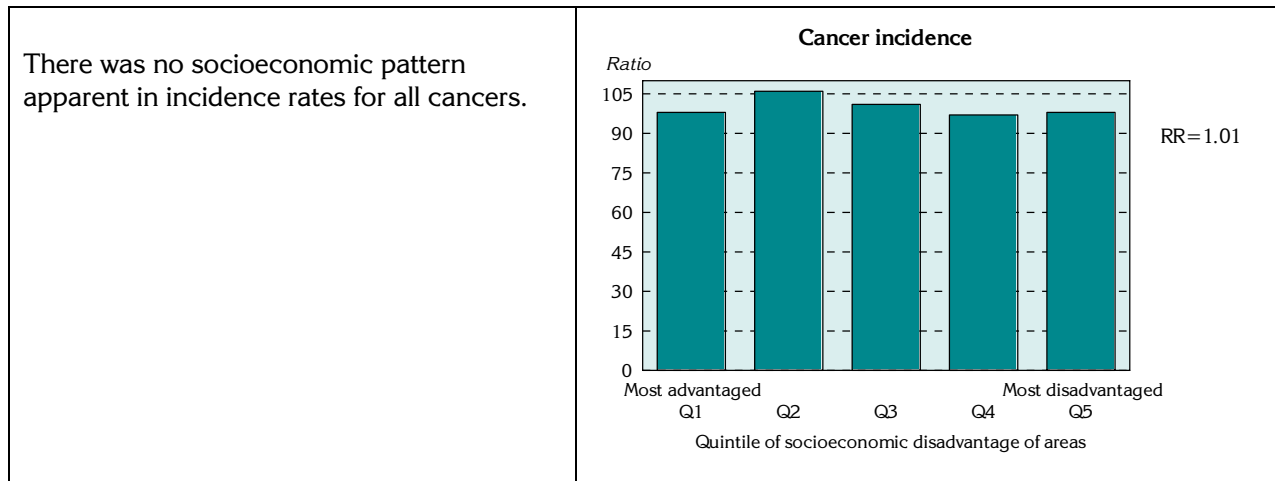 There was no socioeconomic pattern
apparent in incidence rates for all cancers.
Cancer incidence
Ratio
105
90
75
60
45
30
15
0
RR=1.01
Most advantaged Most disadvantaged
Q1 Q2 Q3 Q4 Q5
Quintile of socioeconomic disadvantage of areas